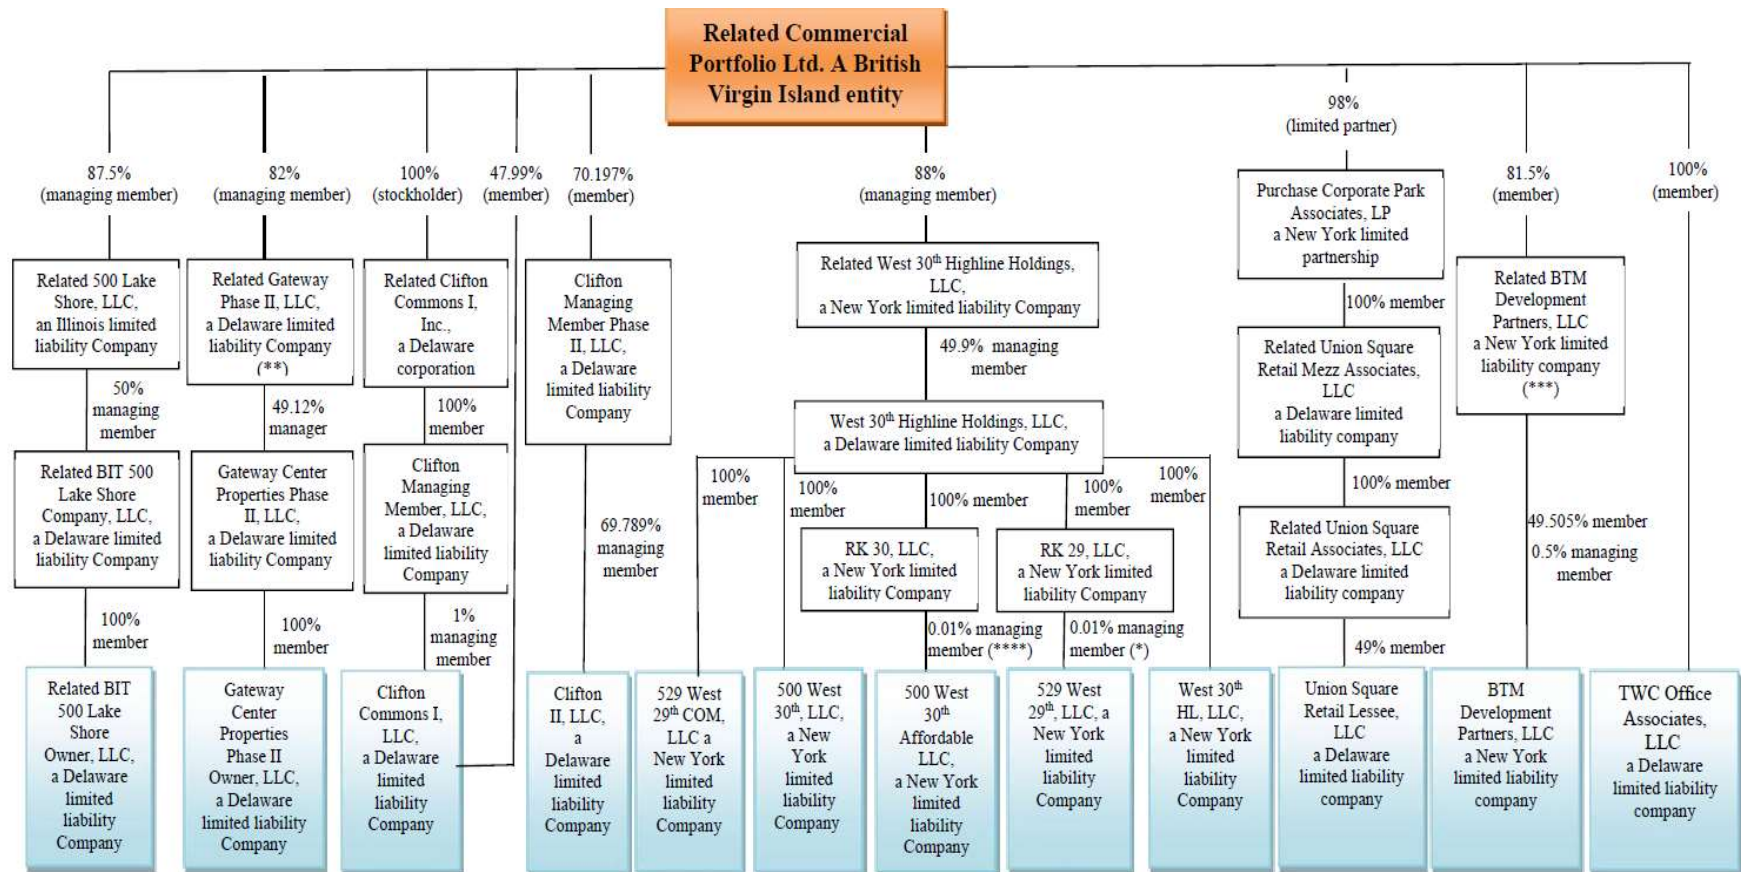 Related Commercial
Portfolio Ltd. A British
Virgin Island entity
87.5%
(managing member)
82%
(managing member)
100%
(stockholder)
47.99%
(member)
70.197%
(member)
88%
(managing member)
98%
(limited partner)
81.5%
(member)
100%
(member)
Related 500 Lake
Shore, LLC,
an Illinois limited
liability Company
Related Gateway
Phase II, LLC,
a Delaware limited
liability Company
(**)
Related Clifton
Commons I,
Inc.,
a Delaware
corporation
Clifton
Managing
Member Phase
II, LLC,
a Delaware
limited liability
Company
Related West 30th Highline Holdings,
LLC,
a New York limited liability Company
Purchase Corporate Park
Associates, LP
a New York limited
partnership
Related BTM
Development
Partners, LLC
a New York limited
liability company
(***)
50%
managing
member
49.12%
manager
100%
member
49.9% managing
member
100% member
Related BIT 500
Lake Shore
Company, LLC,
a Delaware limited
liability Company
Gateway Center
Properties Phase
II, LLC,
a Delaware limited
liability Company
Clifton
Managing
Member, LLC,
a Delaware
limited liability
Company
West 30th Highline Holdings, LLC,
a Delaware limited liability Company
Related Union Square
Retail Mezz Associates,
LLC
a Delaware limited
liability company
100%
member
100%
member
100% member
100%
member
100%
member
100% member
69.789%
managing
member
RK 30, LLC,
a New York limited
liability Company
RK 29, LLC,
a New York limited
liability Company
Related Union Square
Retail Associates, LLC
a Delaware limited
liability company
49.505% member
0.5% managing
member
100%
member
100%
member
1%
managing
member
0.01% managing
member (****)
0.01% managing
member (*)
49% member
Related BIT
500 Lake
Shore
Owner, LLC,
a Delaware
limited
liability
Company
Gateway
Center
Properties
Phase II
Owner, LLC,
a Delaware
limited liability
Company
Clifton
Commons I,
LLC,
a Delaware
limited
liability
Company
Clifton
II, LLC,
a
Delaware
limited
liability
Company
529 West
29th COM,
LLC a
New York
limited
liability
Company
500 West
30th, LLC,
a New
York
limited
liability
Company
500 West
30th
Affordable
LLC,
a New York
limited
liability
Company
529 West
29th, LLC, a
New York
limited
liability
Company
West 30th
HL, LLC,
a New York
limited
liability
Company
Union Square
Retail Lessee,
LLC
a Delaware
limited liability
company
BTM
Development
Partners, LLC
a New York
limited liability
company
TWC Office
Associates,
LLC
a Delaware
limited liability
company